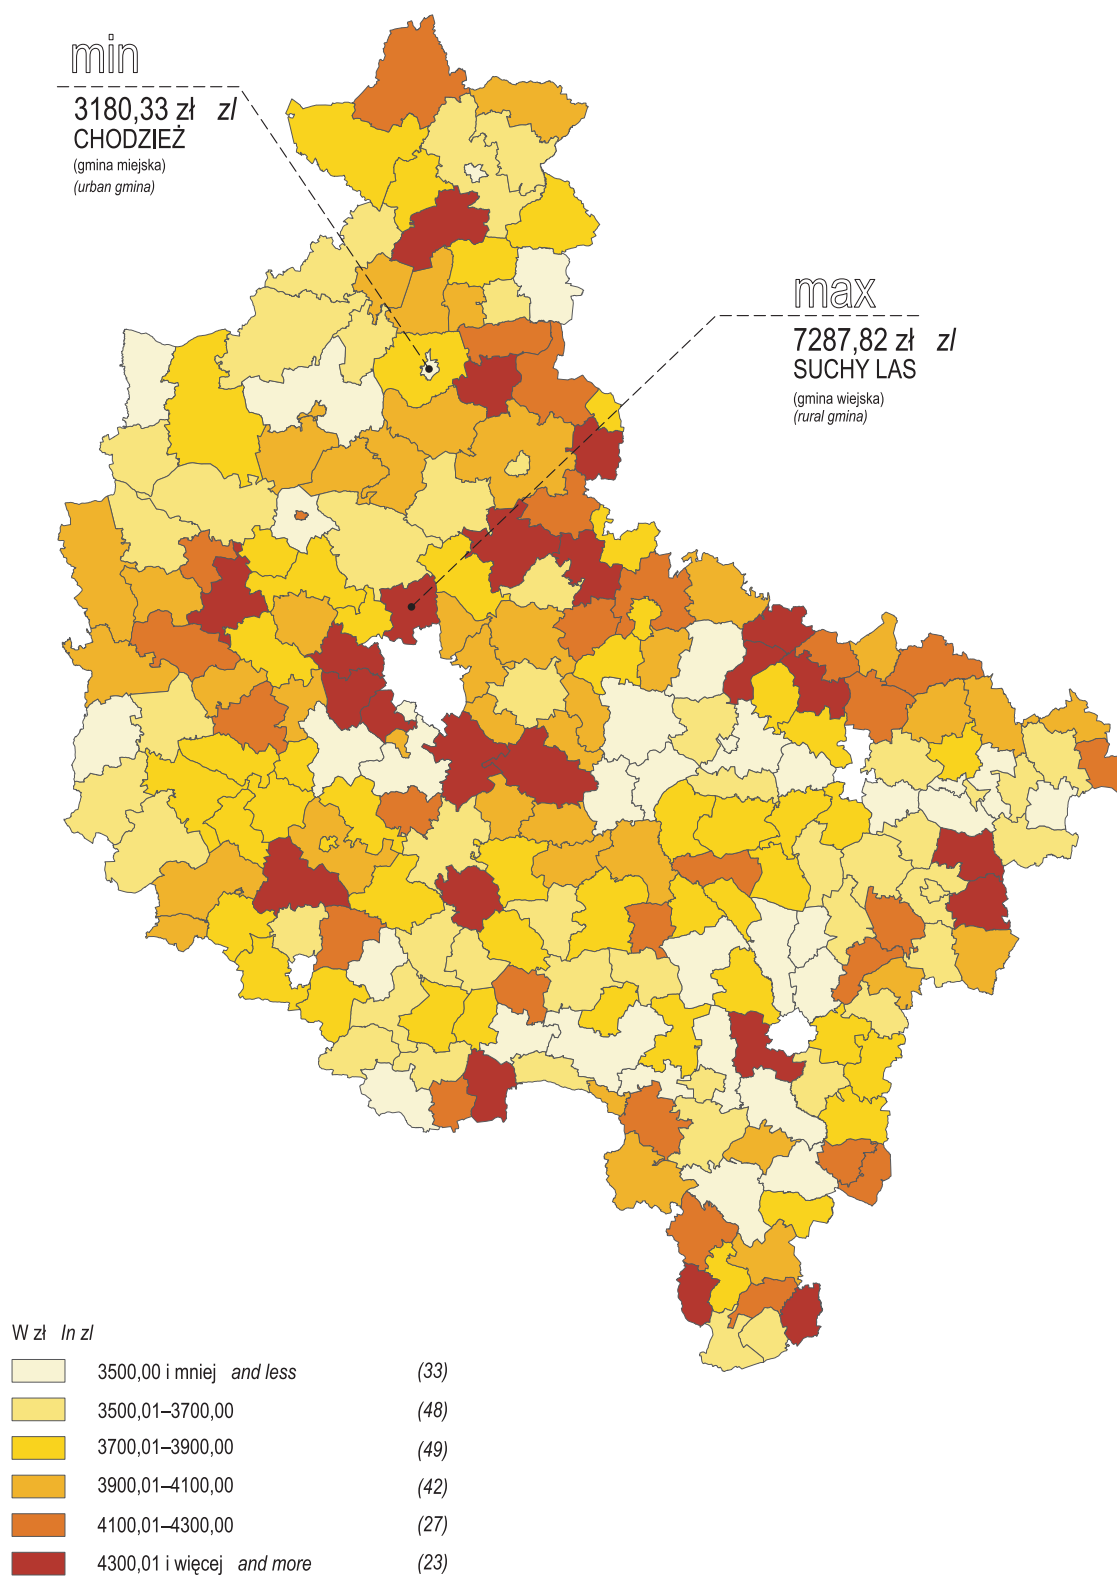 min
3180,33 zł zl
CHODZIEŻ
(gmina miejska)
(urban gmina)
max
7287,82 zł zl
SUCHY LAS
(gmina wiejska)
(rural gmina)
W zł In zl
3500,00 i mniej and less (33)
3500,01–3700,00 (48)
3700,01–3900,00 (49)
3900,01–4100,00 (42)
4100,01–4300,00 (27)
4300,01 i więcej and more (23)